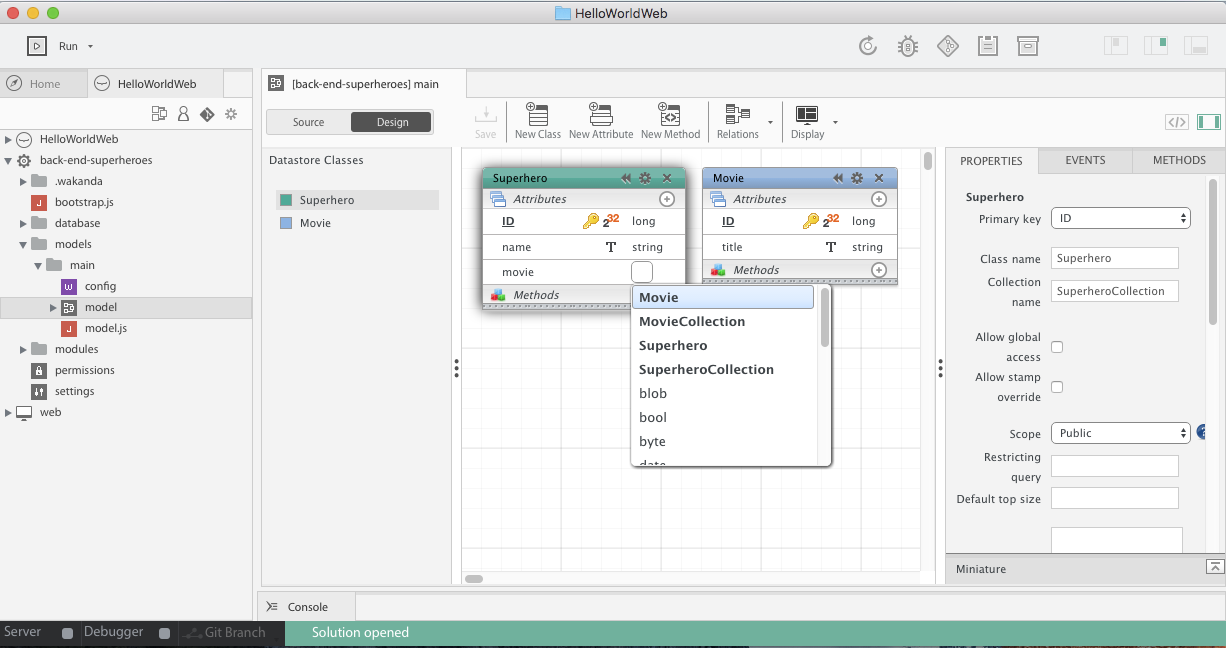 HelloWorldWeb
Run
Home
HelloWorldWeb
[back-end-superheroes] main
Source
Design
Save
New Class
New Attribute
New Method
Relations
Display
HelloWorldWeb
back-end-superheroes
.wakanda
bootstrap.js
database
models
main
config
model
model.js
modules
permissions
settings
web
Datastore Classes
Superhero
Movie
Superhero
Attributes
ID
2³²
long
name
T
string
movie
Methods
Movie
Attributes
ID
2³²
long
title
T
string
Methods
Movie
MovieCollection
Superhero
SuperheroCollection
blob
bool
byte
date
PROPERTIES
EVENTS
METHODS
Superhero
Primary key
ID
Class name
Superhero
Collection
name
SuperheroCollection
Allow global
access
Allow stamp
override
Scope
Public
?
Restricting
query
Default top size
Miniature
Console
Server
Debugger
Git Branch
Solution opened